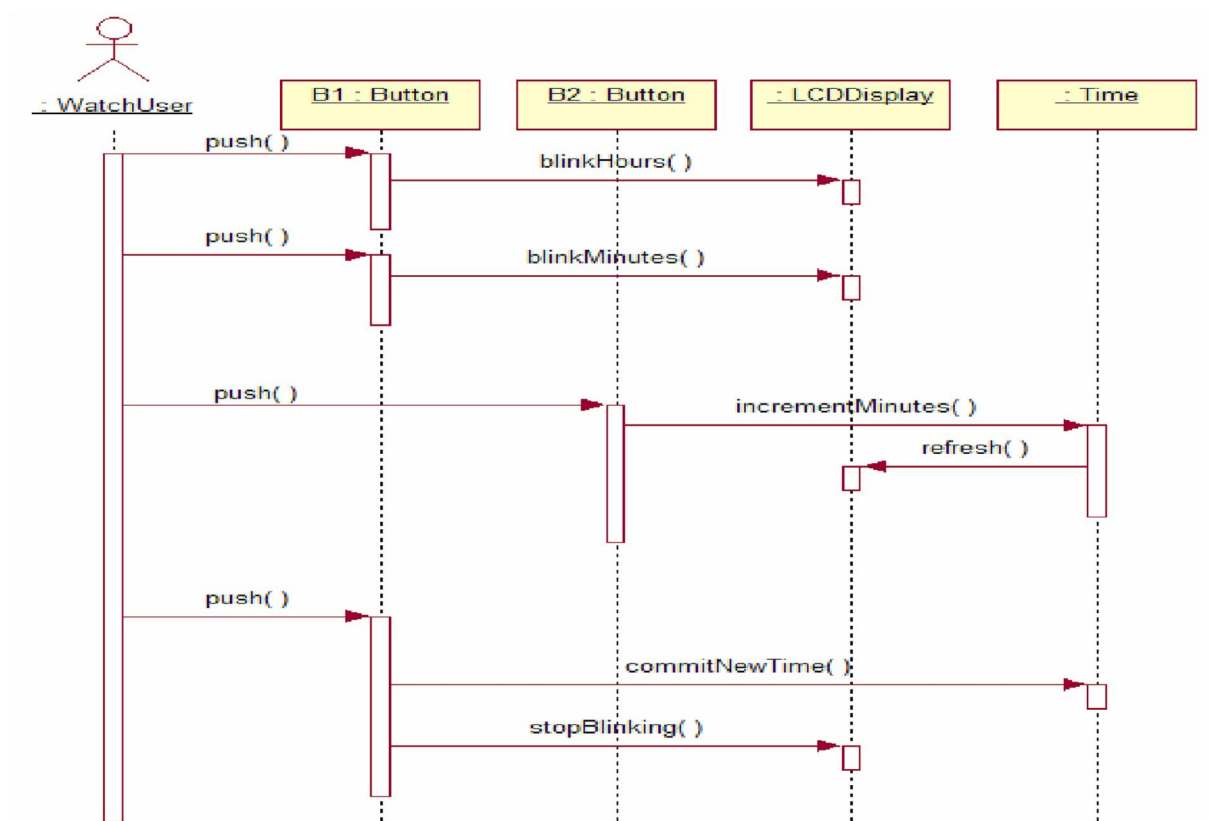 : WatchUser
B1 : Button
B2 : Button
: LCDDisplay
: Time
push( )
blinkHours( )
push( )
blinkMinutes( )
push( )
incrementMinutes( )
refresh( )
push( )
commitNewTime( )
stopBlinking( )